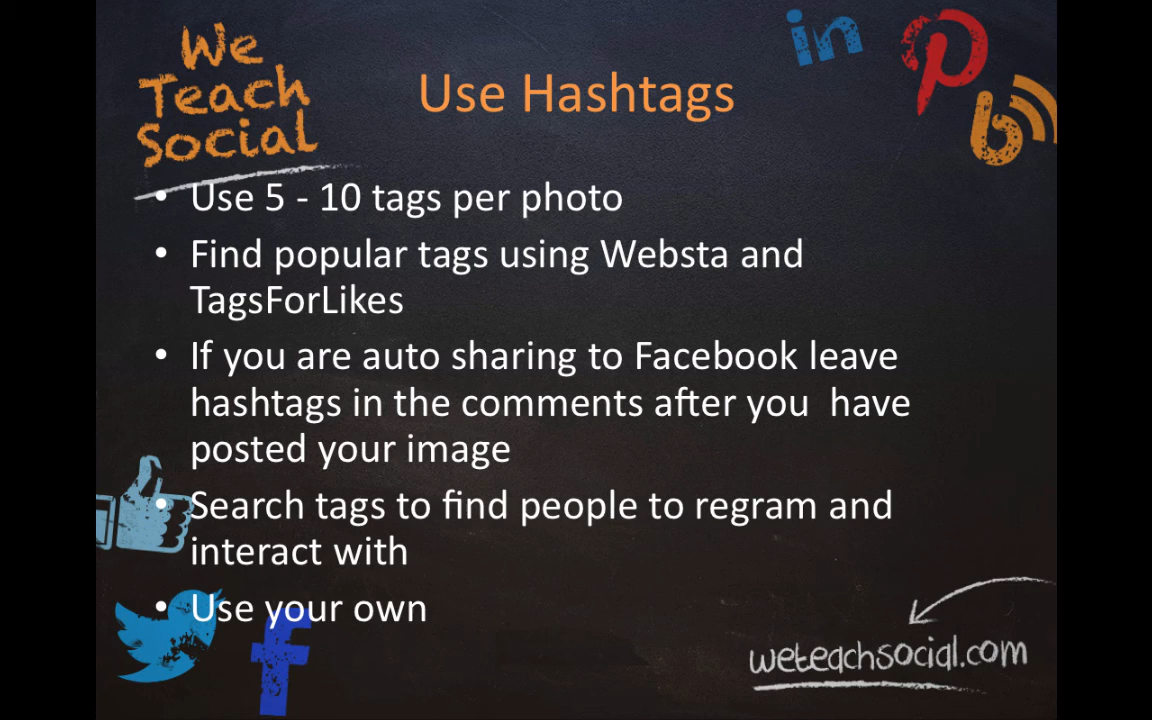 We
Teach
Social
Use Hashtags
• Use 5 - 10 tags per photo
• Find popular tags using Websta and
TagsForLikes
• If you are auto sharing to Facebook leave
hashtags in the comments after you  have
posted your image
• Search tags to find people to regram and
interact with
• Use your own
weteachsocial.com